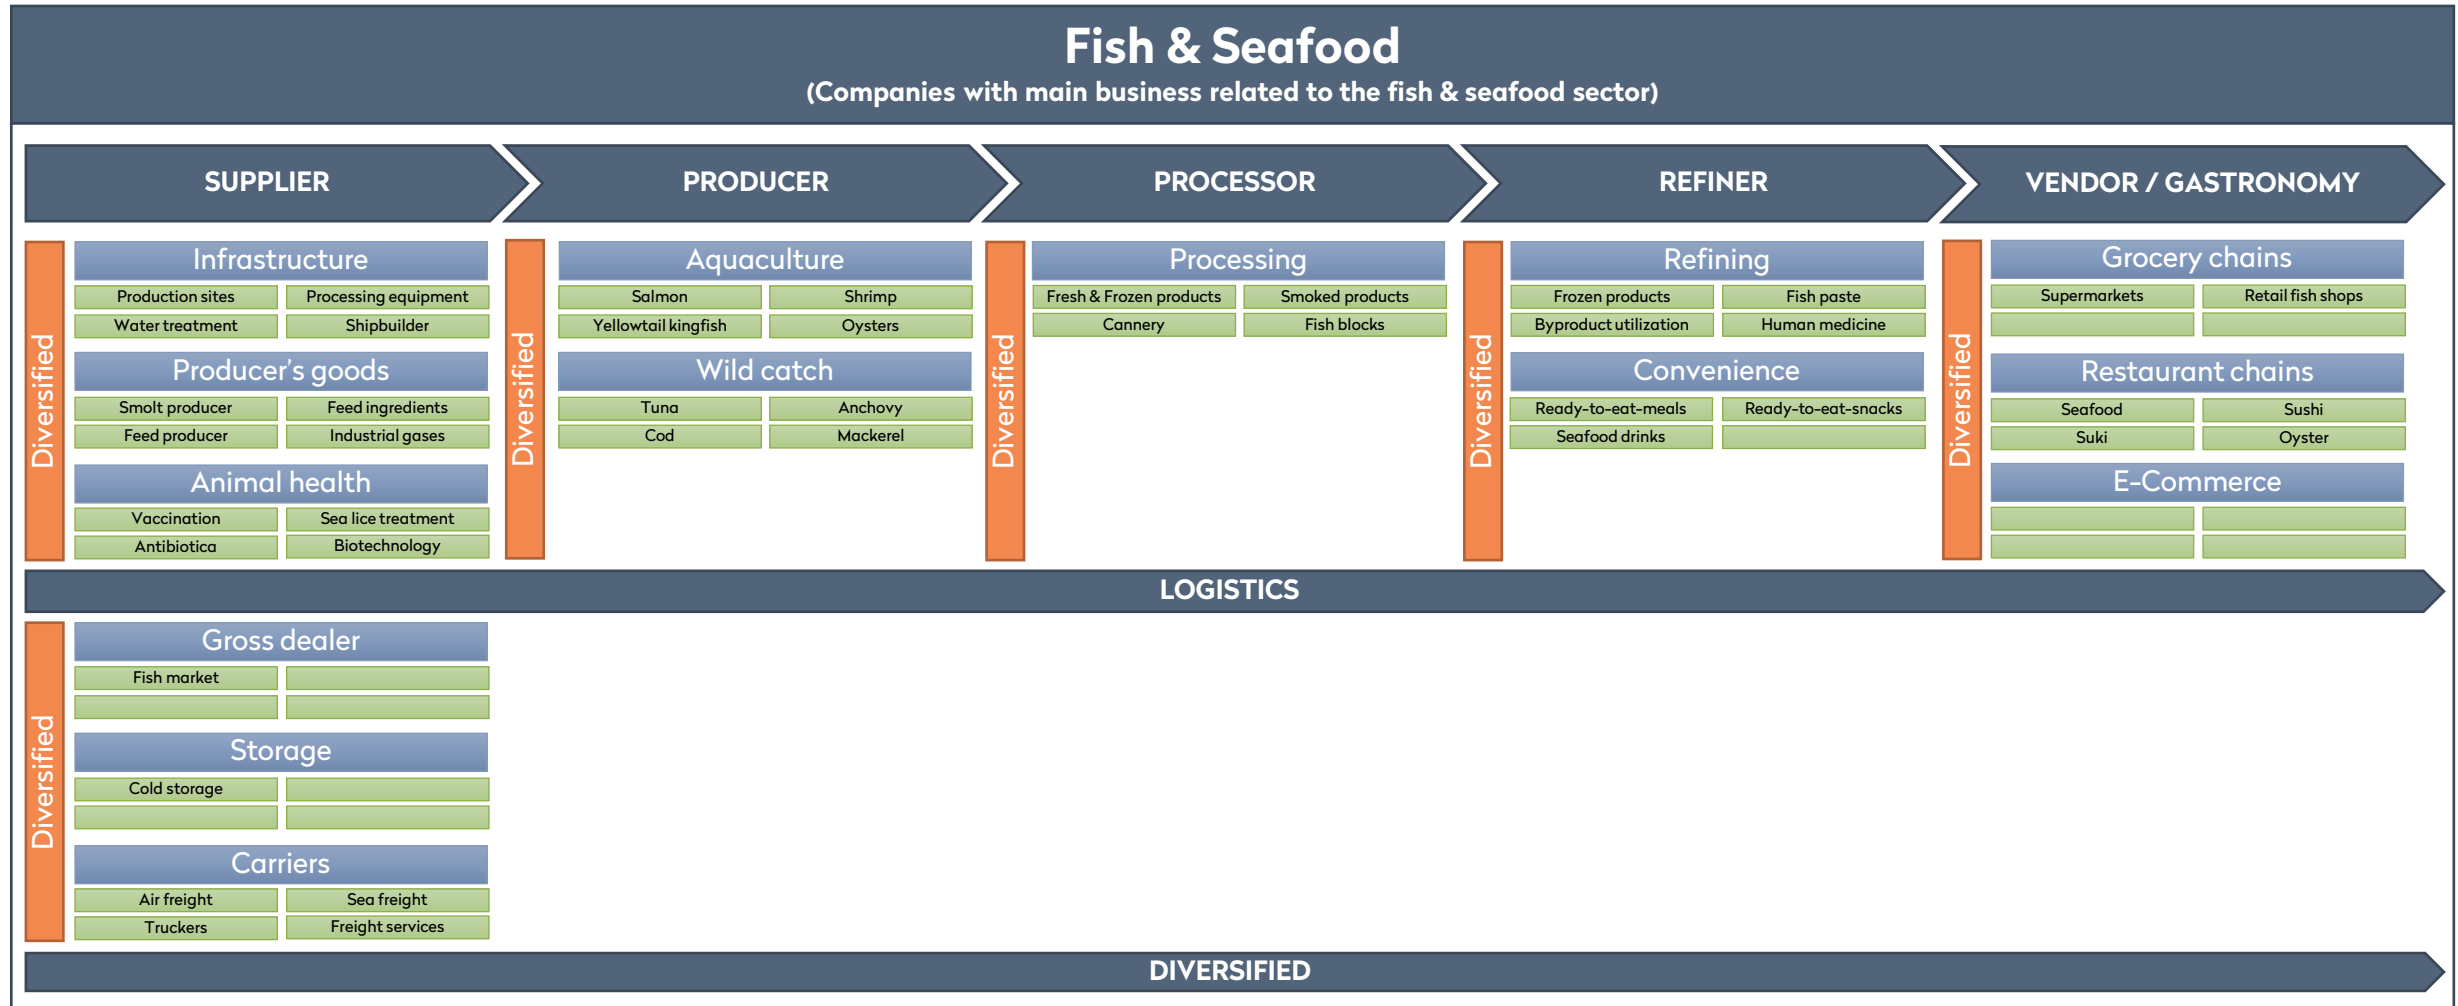 Fish & Seafood
(Companies with main business related to the fish & seafood sector)
SUPPLIER
PRODUCER
PROCESSOR
REFINER
VENDOR / GASTRONOMY
Diversified
Infrastructure
Production sites
Processing equipment
Water treatment
Shipbuilder
Producer's goods
Smolt producer
Feed ingredients
Feed producer
Industrial gases
Animal health
Vaccination
Sea lice treatment
Antibiotica
Biotechnology
Diversified
Aquaculture
Salmon
Shrimp
Yellowtail kingfish
Oysters
Wild catch
Tuna
Anchovy
Cod
Mackerel
Diversified
Processing
Fresh & Frozen products
Smoked products
Cannery
Fish blocks
Diversified
Refining
Frozen products
Fish paste
Byproduct utilization
Human medicine
Convenience
Ready-to-eat-meals
Ready-to-eat-snacks
Seafood drinks
Diversified
Grocery chains
Supermarkets
Retail fish shops
Restaurant chains
Seafood
Sushi
Suki
Oyster
E-Commerce
LOGISTICS
Diversified
Gross dealer
Fish market
Storage
Cold storage
Carriers
Air freight
Sea freight
Truckers
Freight services
DIVERSIFIED